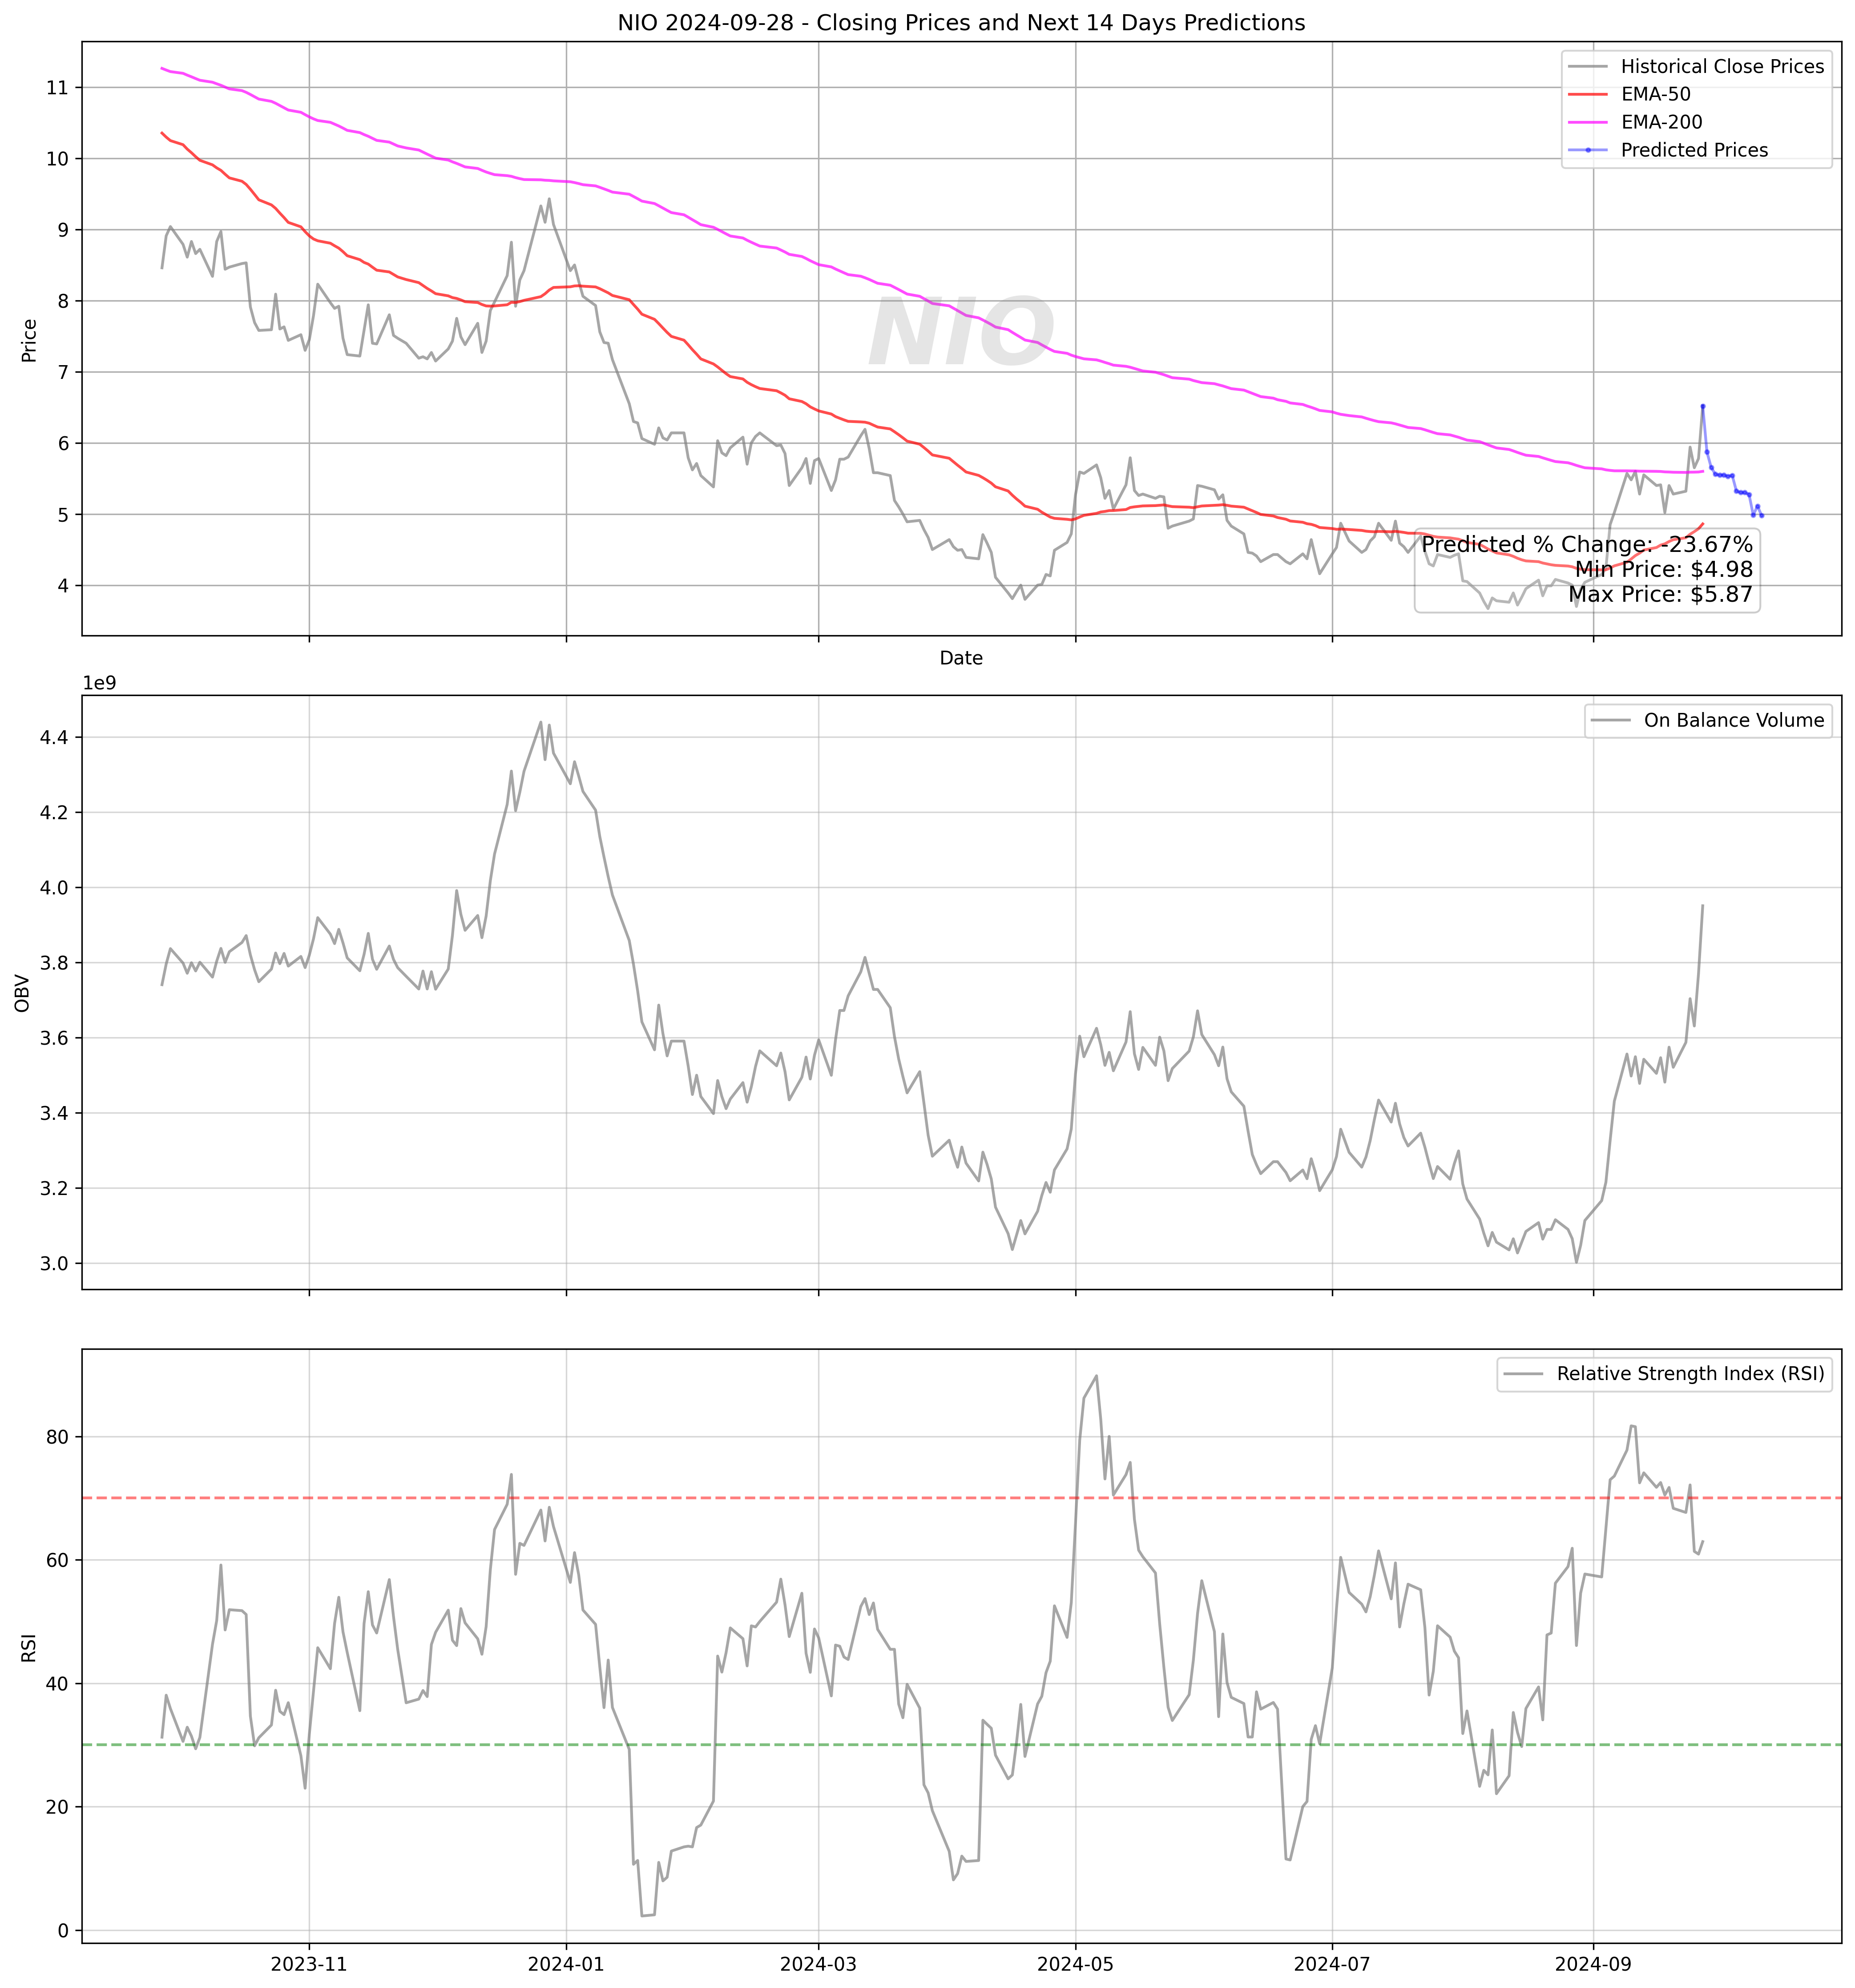 NIO 2024-09-28 - Closing Prices and Next 14 Days Predictions
Historical Close Prices
EMA-50
EMA-200
Predicted Prices
11
10
9
8
7
6
5
4
Price
NIO
Predicted % Change: -23.67%
Min Price: $4.98
Max Price: $5.87
Date
1e9
On Balance Volume
4.4
4.2
4.0
3.8
3.6
3.4
3.2
3.0
OBV
Relative Strength Index (RSI)
80
60
40
20
0
RSI
2023-11
2024-01
2024-03
2024-05
2024-07
2024-09